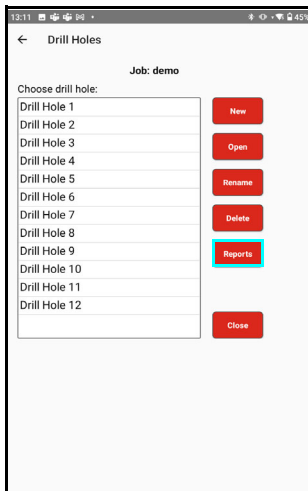 13:11
45%
Drill Holes
Job: demo
Choose drill hole:
Drill Hole 1
Drill Hole 2
Drill Hole 3
Drill Hole 4
Drill Hole 5
Drill Hole 6
Drill Hole 7
Drill Hole 8
Drill Hole 9
Drill Hole 10
Drill Hole 11
Drill Hole 12
New
Open
Rename
Delete
Reports
Close